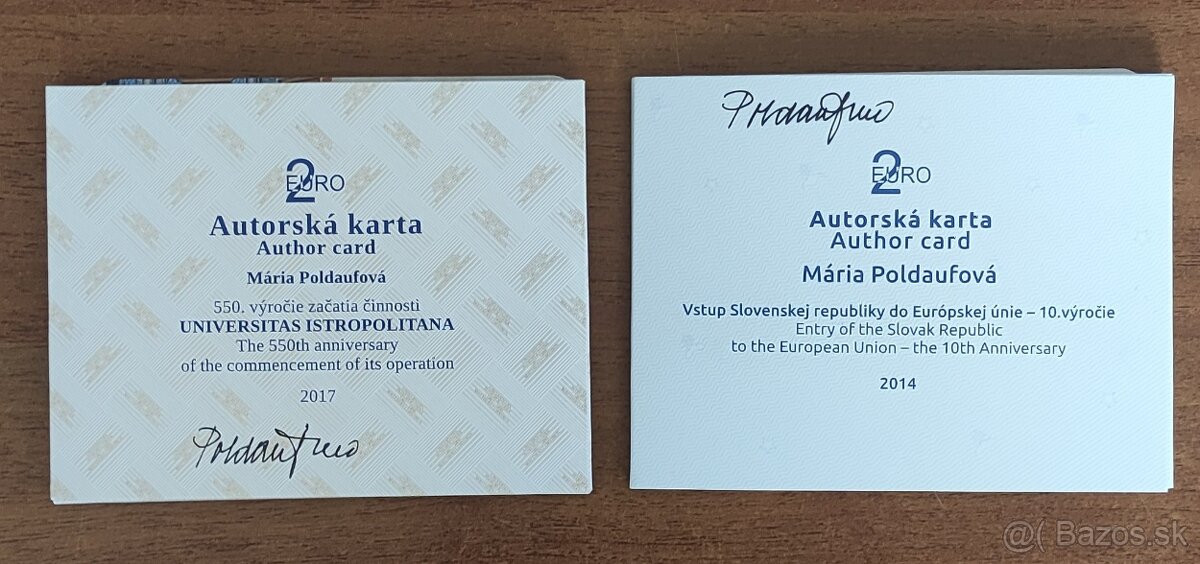 2
EURO
Autorská karta
Author card
Mária Poldaufová
550. výročie začatia činnosti
UNIVERSITAS ISTROPOLITANA
The 550th anniversary
of the commencement of its operation
2017
Poldaufová
Poldaufová
2
EURO
Autorská karta
Author card
Mária Poldaufová
Vstup Slovenskej republiky do Európskej únie – 10.výročie
Entry of the Slovak Republic
to the European Union – the 10th Anniversary
2014
@( Bazos.sk